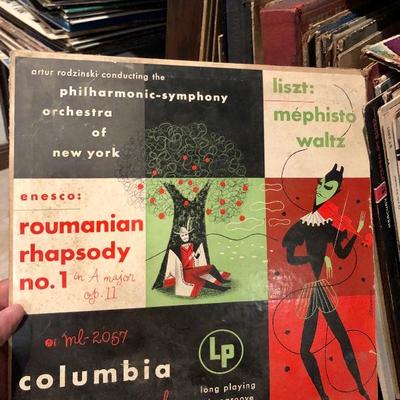 artur rodzinski conducting the
philharmonic-symphony
orchestra
of
new york
liszt:
méphisto
waltz
enesco:
roumanian
rhapsody
no. 1 in A major
op. 11
ml-2057
columbia
LP
long playing